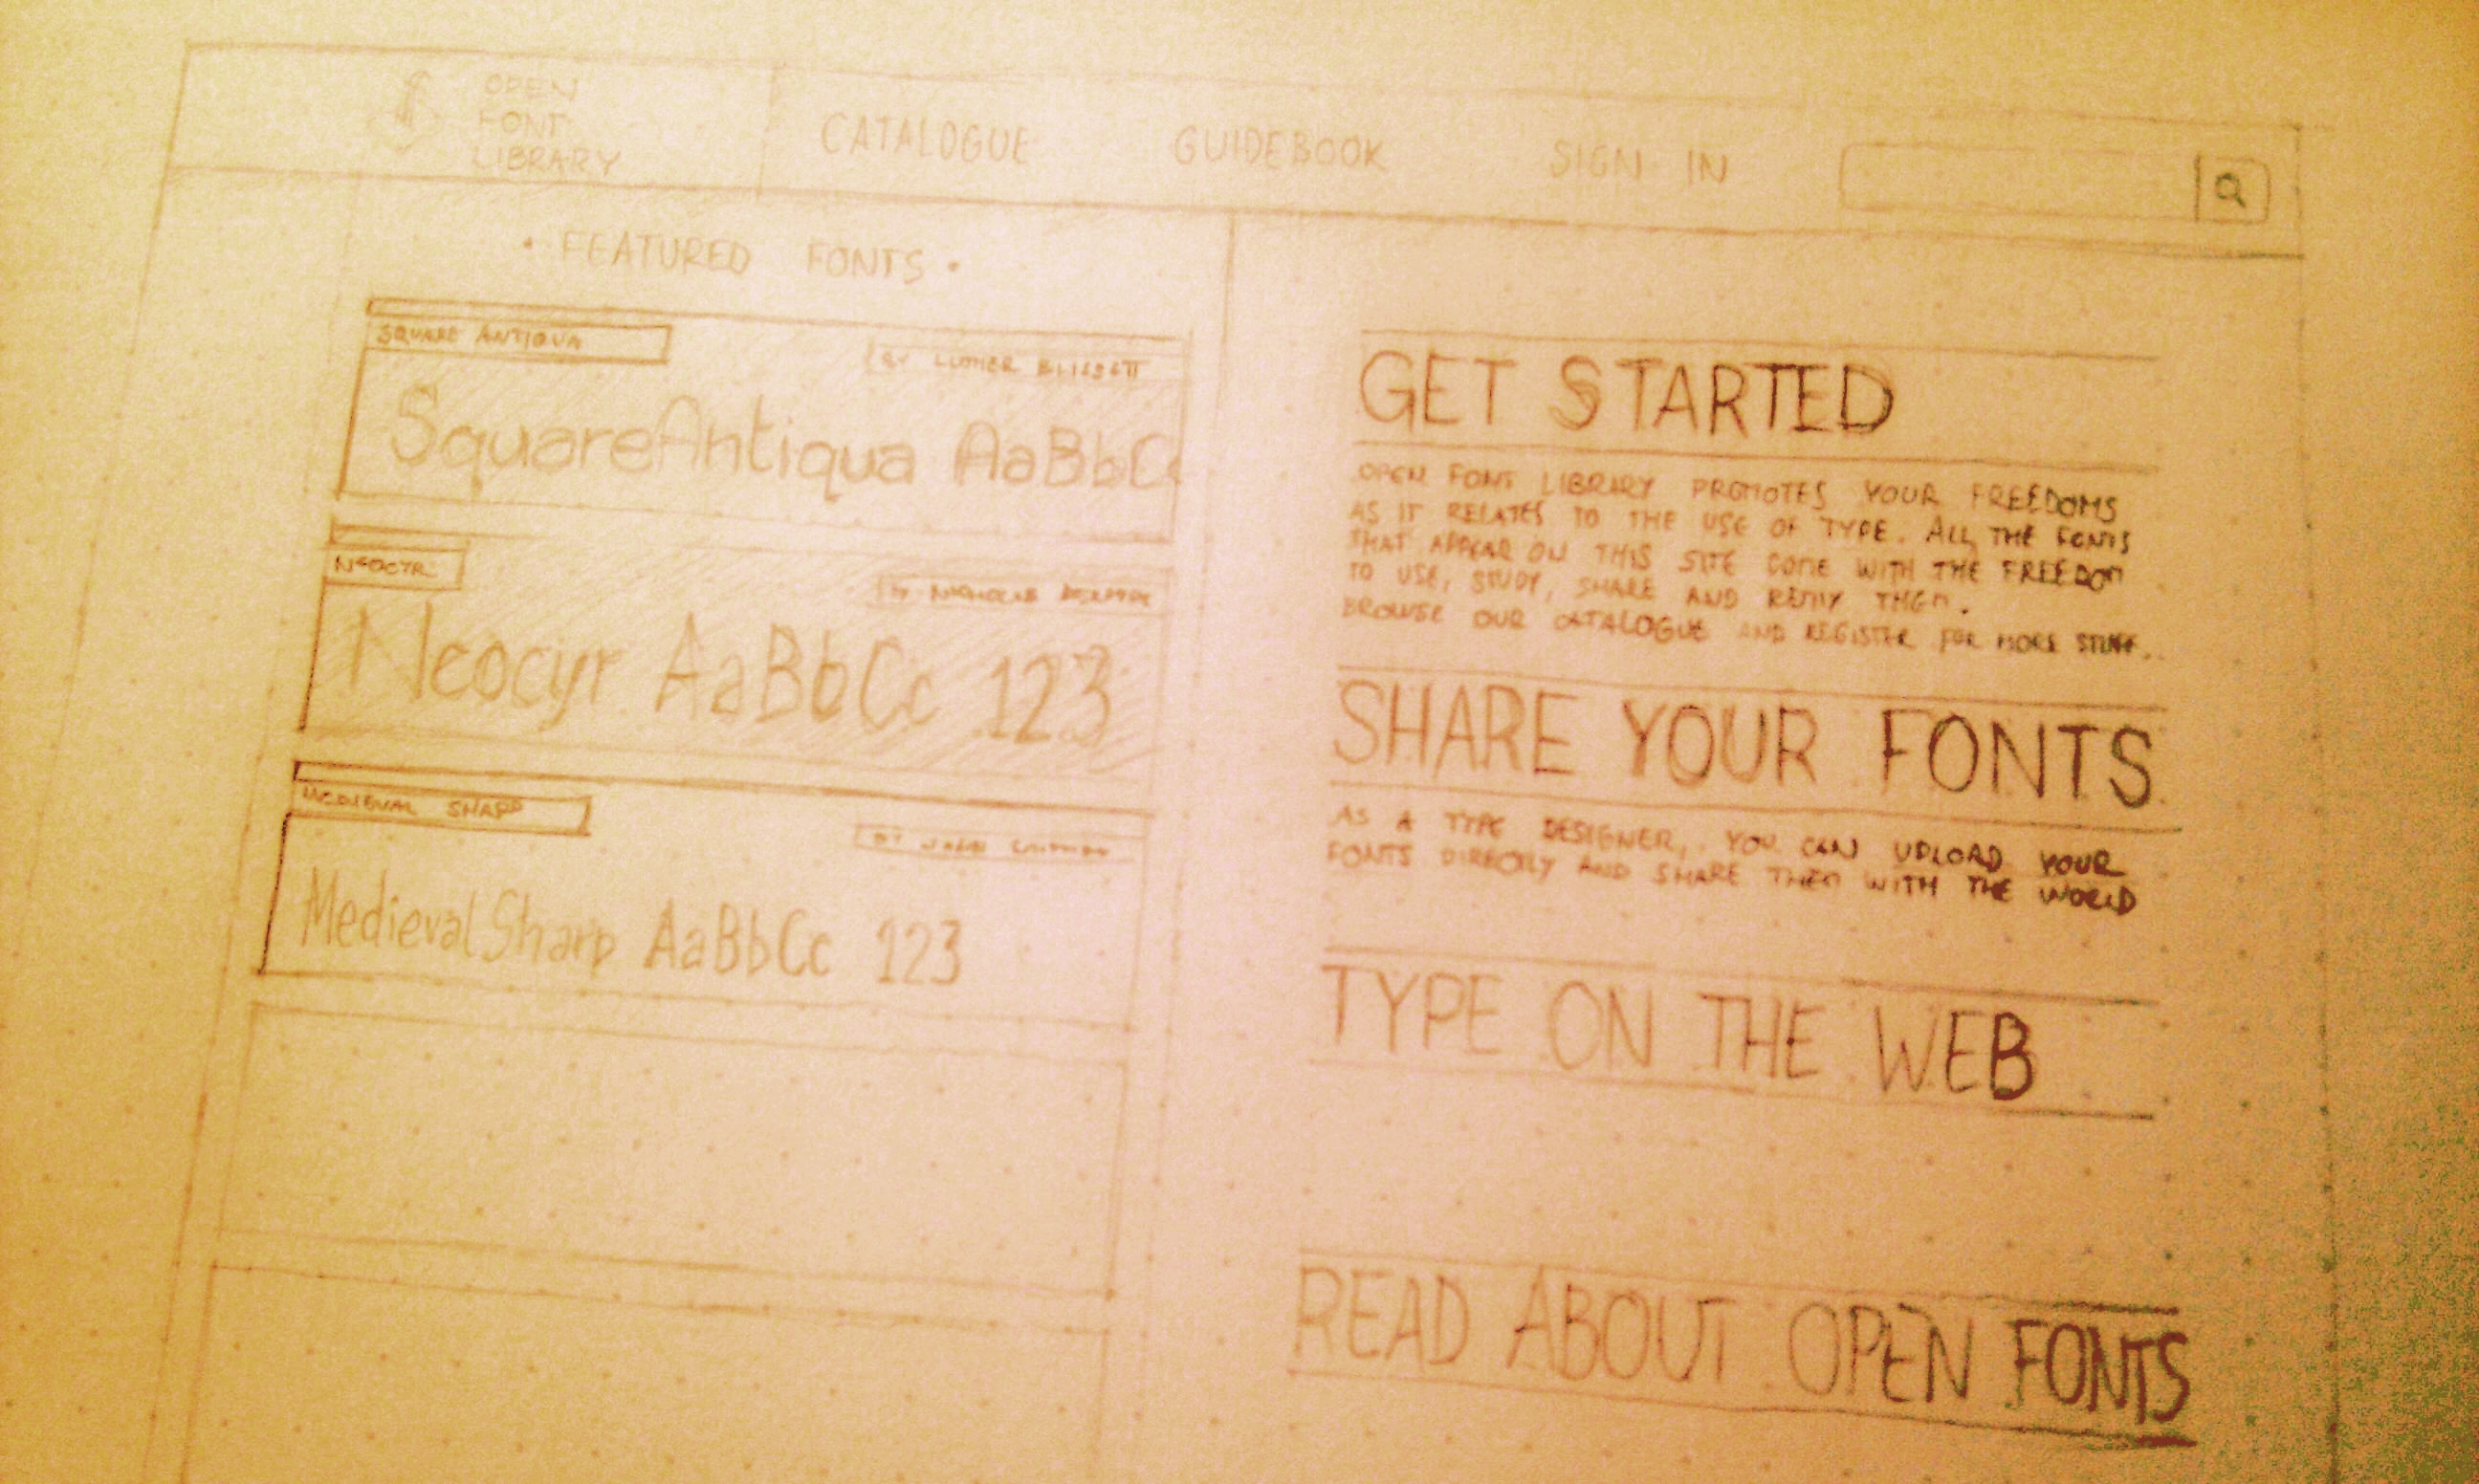 OPEN
FONT
LIBRARY
CATALOGUE
GUIDEBOOK
SIGN IN
• FEATURED FONTS •
SQUARE ANTIQUA
BY LUTHER BLISSETT
SquareAntiqua AaBbCc
NEOCYR
by
Neocyr AaBbCc 123
MEDIEVAL SHARP
BY JOHN
MedievalSharp AaBbCc 123
GET STARTED
OPEN FONT LIBRARY PROMOTES YOUR FREEDOMS
AS IT RELATES TO THE USE OF TYPE. ALL THE FONTS
THAT APPEAR ON THIS SITE COME WITH THE FREEDOM
TO USE, STUDY, SHARE AND REMIX THEM.
BROWSE OUR CATALOGUE AND REGISTER FOR MORE STUFF.
SHARE YOUR FONTS
AS A TYPE DESIGNER, YOU CAN UPLOAD YOUR
FONTS DIRECTLY AND SHARE THEM WITH THE WORLD
TYPE ON THE WEB
READ ABOUT OPEN FONTS